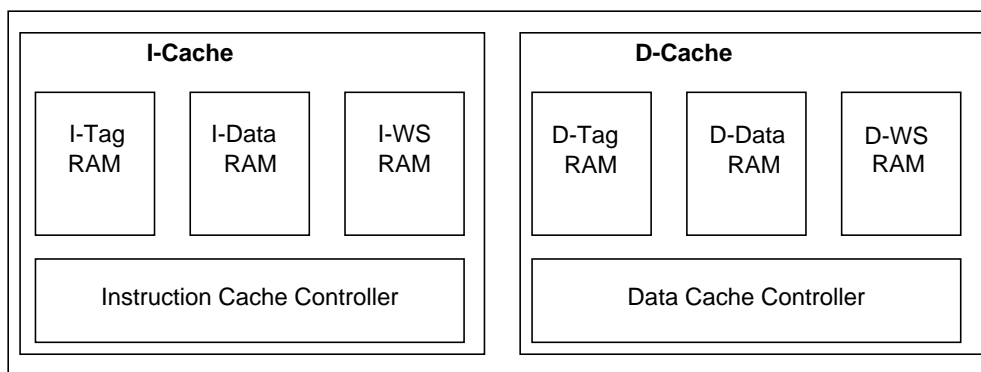 I-Cache
I-Tag
RAM
I-Data
RAM
I-WS
RAM
Instruction Cache Controller
D-Cache
D-Tag
RAM
D-Data
RAM
D-WS
RAM
Data Cache Controller